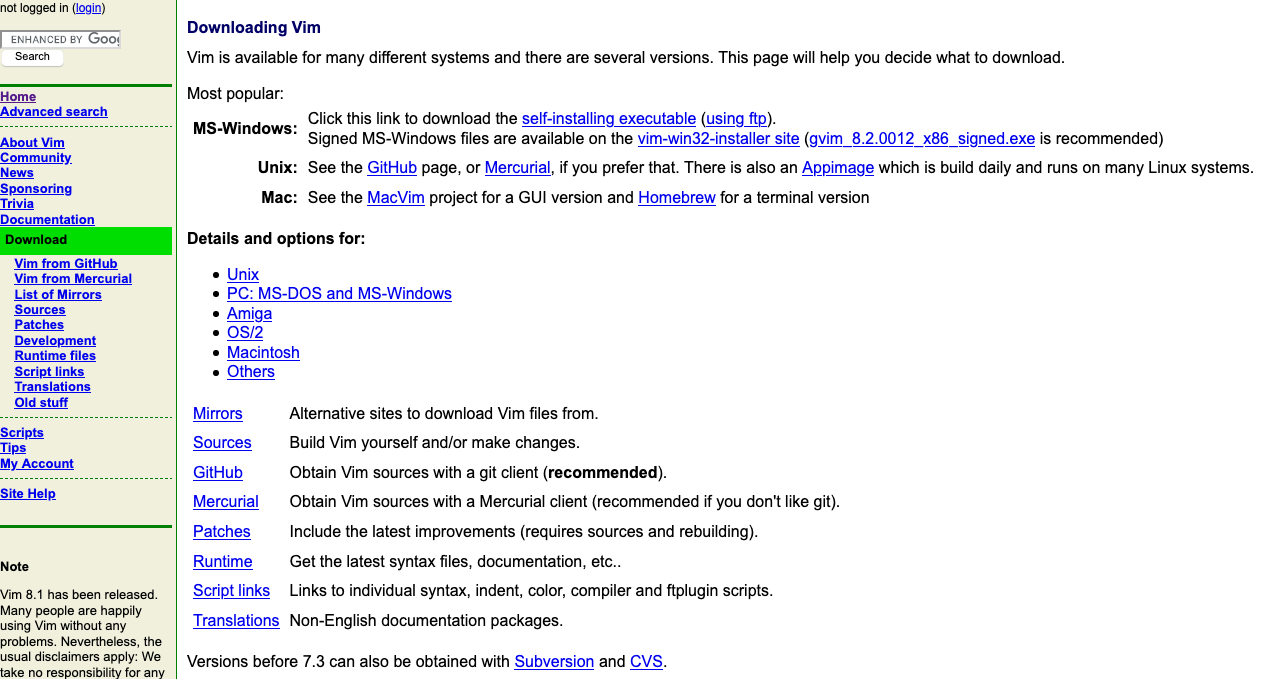 not logged in (login)
ENHANCED BY
Search
Home
Advanced search
About Vim
Community
News
Sponsoring
Trivia
Documentation
Download
Vim from GitHub
Vim from Mercurial
List of Mirrors
Sources
Patches
Development
Runtime files
Script links
Translations
Old stuff
Scripts
Tips
My Account
Site Help
Note
Vim 8.1 has been released.
Many people are happily
using Vim without any
problems. Nevertheless, the
usual disclaimers apply: We
take no responsibility for any
Downloading Vim
Vim is available for many different systems and there are several versions. This page will help you decide what to download.
Most popular:
MS-Windows: Click this link to download the self-installing executable (using ftp).
Signed MS-Windows files are available on the vim-win32-installer site (gvim_8.2.0012_x86_signed.exe is recommended)
Unix: See the GitHub page, or Mercurial, if you prefer that. There is also an Appimage which is build daily and runs on many Linux systems.
Mac: See the MacVim project for a GUI version and Homebrew for a terminal version
Details and options for:
Unix
PC: MS-DOS and MS-Windows
Amiga
OS/2
Macintosh
Others
Mirrors Alternative sites to download Vim files from.
Sources Build Vim yourself and/or make changes.
GitHub Obtain Vim sources with a git client (recommended).
Mercurial Obtain Vim sources with a Mercurial client (recommended if you don't like git).
Patches Include the latest improvements (requires sources and rebuilding).
Runtime Get the latest syntax files, documentation, etc..
Script links Links to individual syntax, indent, color, compiler and ftplugin scripts.
Translations Non-English documentation packages.
Versions before 7.3 can also be obtained with Subversion and CVS.